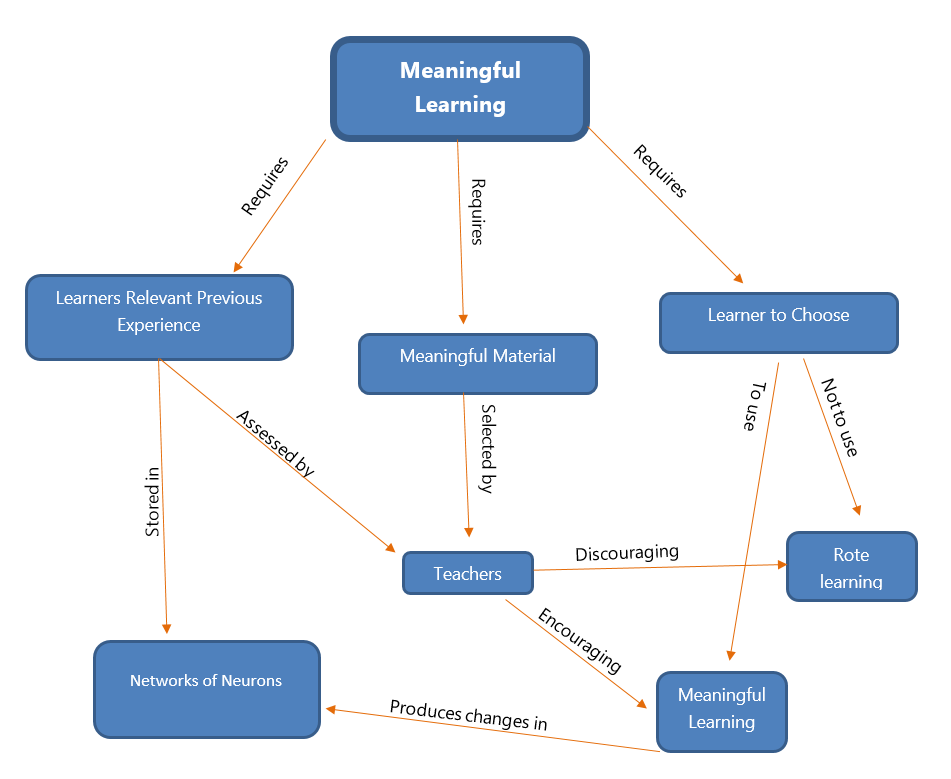 Meaningful
Learning
Requires
Requires
Requires
Learners Relevant Previous
Experience
Meaningful Material
Learner to Choose
Assessed by
Stored in
Selected by
To use
Not to use
Teachers
Discouraging
Rote
learning
Encouraging
Networks of Neurons
Produces changes in
Meaningful
Learning